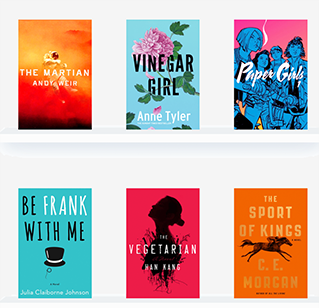 THE MARTIAN
ANDY WEIR
VINEGAR
GIRL
Anne Tyler
Paper Girls
BE FRANK
WITH ME
A Novel
Julia Claiborne Johnson
THE
VEGETARIAN
HAN KANG
THE
SPORT
OF KINGS
C. E.
MORGAN